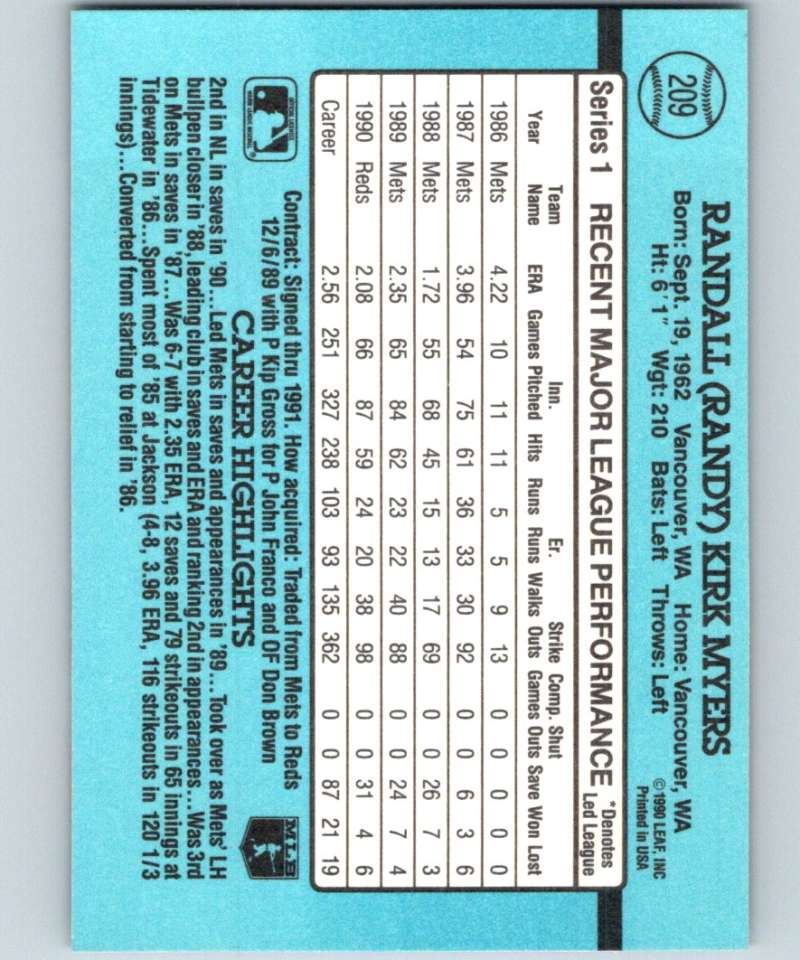 209
RANDALL (RANDY) KIRK MYERS
Born: Sept. 19, 1962 Vancouver, WA Home: Vancouver, WA
Ht: 6'1" Wgt: 210 Bats: Left Throws: Left
©1990 LEAF, INC
Printed in USA
Series 1 RECENT MAJOR LEAGUE PERFORMANCE *Denotes Led League
Team Inn. Er. Strike Comp. Shut
Year Name ERA Games Pitched Hits Runs Runs Walks Outs Games Outs Save Won Lost
1986 Mets 4.22 10 11 11 5 5 9 13 0 0 0 0 0
1987 Mets 3.96 54 75 61 36 33 30 92 0 0 6 3 6
1988 Mets 1.72 55 68 45 15 13 17 69 0 0 26 7 3
1989 Mets 2.35 65 84 62 23 22 40 88 0 0 24 7 4
1990 Reds 2.08 66 87 59 24 20 38 98 0 0 31 4 6
Career 2.56 251 327 238 103 93 135 362 0 0 87 21 19
Contract: Signed thru 1991. How acquired: Traded from Mets to Reds
12/6/89 with P Kip Gross for P John Franco and OF Don Brown
MLB
CAREER HIGHLIGHTS
2nd in NL in saves in '90...Led Mets in saves and appearances in '89...Took over as Mets' LH
bullpen closer in '88, leading club in saves and ERA and ranking 2nd in appearances...Was 3rd
on Mets in saves in '87...Was 6-7 with 2.35 ERA, 12 saves and 79 strikeouts in 65 innings at
Tidewater in '86...Spent most of '85 at Jackson (4-8, 3.96 ERA, 116 strikeouts in 120 1/3
innings)...Converted from starting to relief in '86.